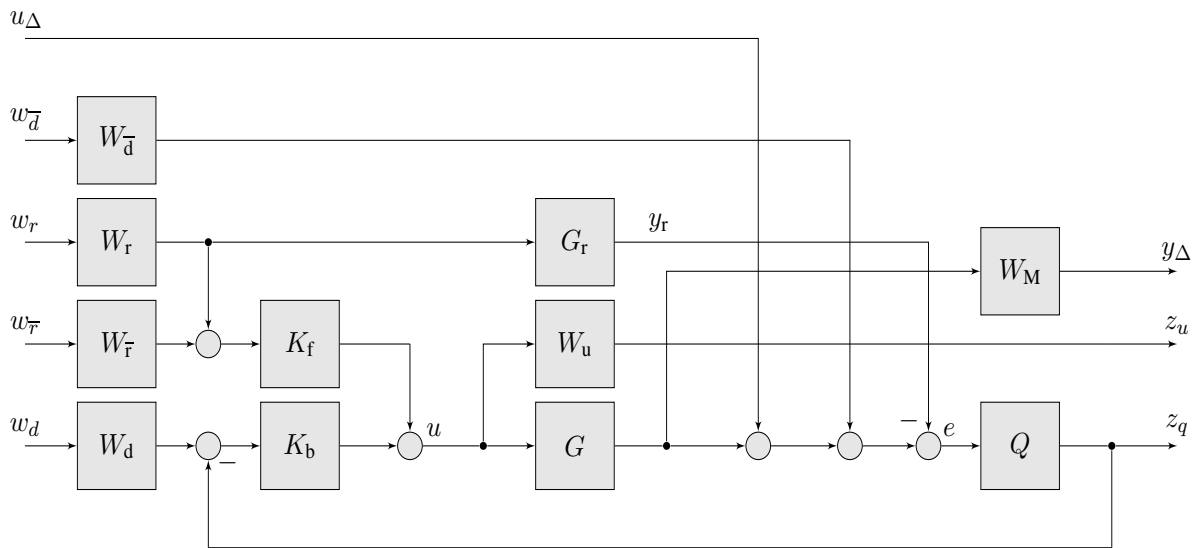 u_Δ
w_d̅ W_d̅
w_r W_r G_r y_r W_M y_Δ
w_r̅ W_r̅ K_f W_u z_u
w_d W_d − K_b u G − e Q z_q